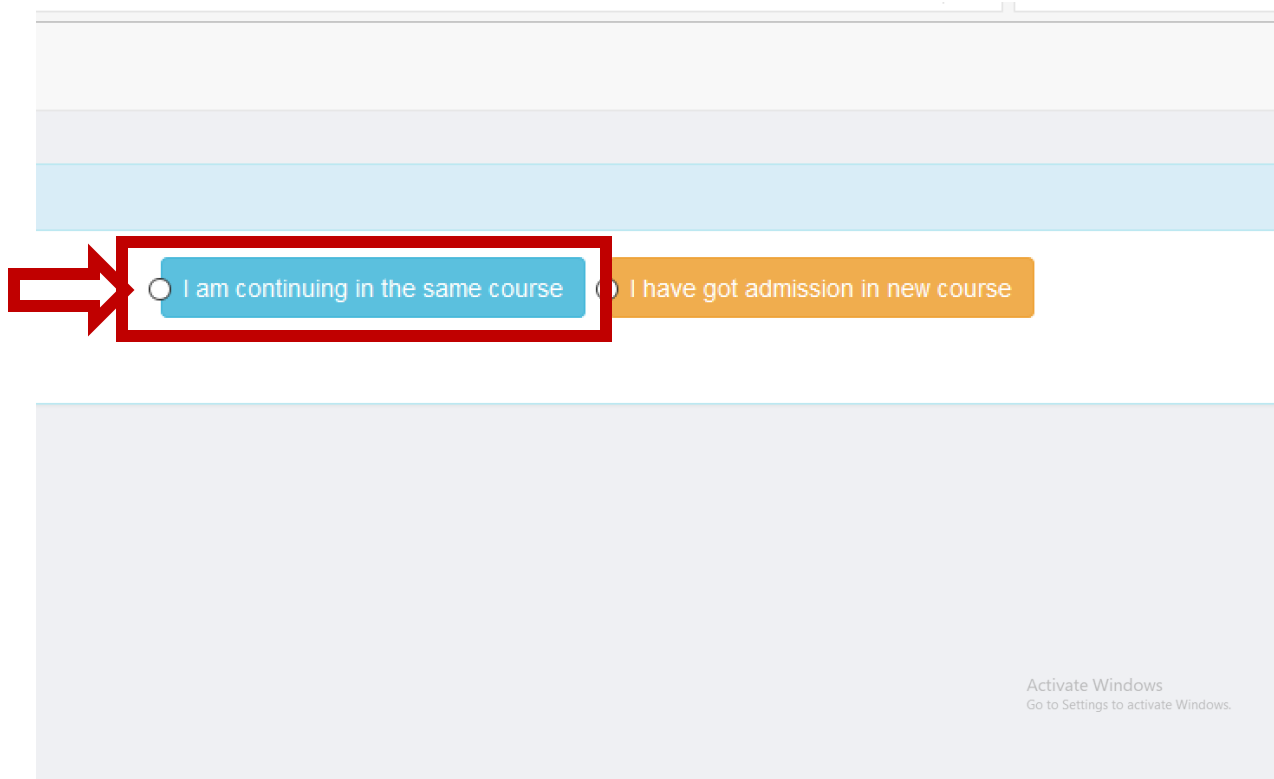 I am continuing in the same course I have got admission in new course
Activate Windows
Go to Settings to activate Windows.